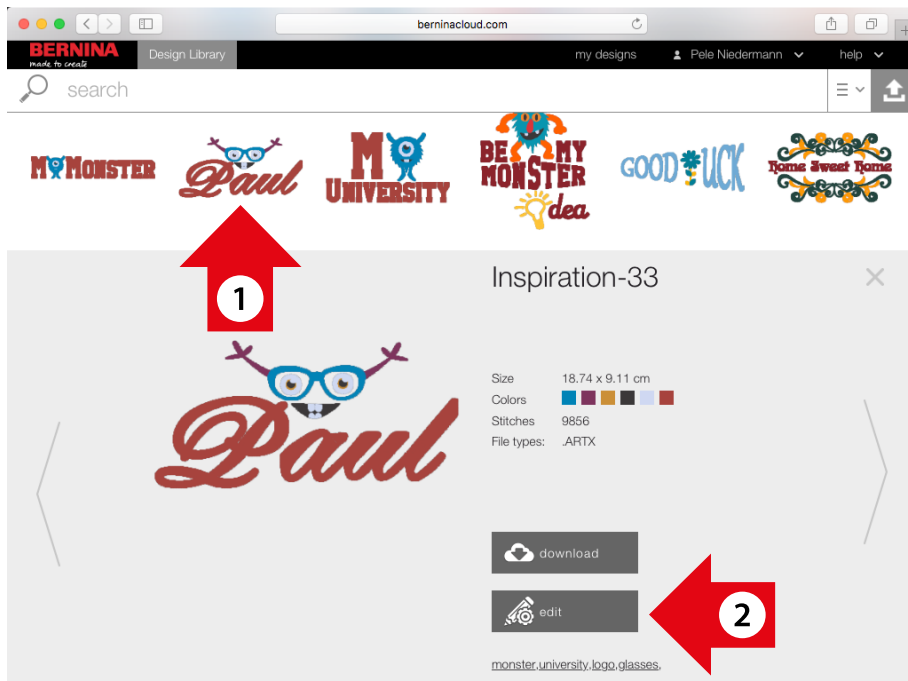 berninacloud.com
BERNINA
made to create
Design Library
my designs
Pele Niedermann
help
search
MY MONSTER
Paul
M
UNIVERSITY
BE MY
MONSTER
Idea
GOOD LUCK
Home Sweet Home
1
Inspiration-33
Size 18.74 x 9.11 cm
Colors
Stitches 9856
File types: .ARTX
Paul
download
edit
2
monster,university,logo,glasses,